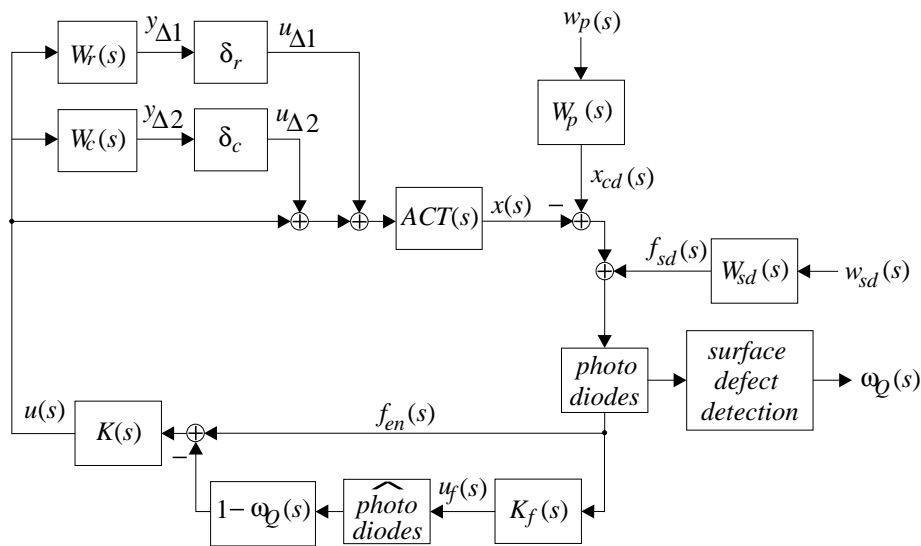 W_r(s)
y_Δ1
δ_r
u_Δ1
w_p(s)
W_p(s)
W_c(s)
y_Δ2
δ_c
u_Δ2
x_cd(s)
ACT(s)
x(s)
−
f_sd(s)
W_sd(s)
w_sd(s)
photo
diodes
surface
defect
detection
ω_Q(s)
u(s)
K(s)
f_en(s)
−
1−ω_Q(s)
photô
diodes
u_f(s)
K_f(s)